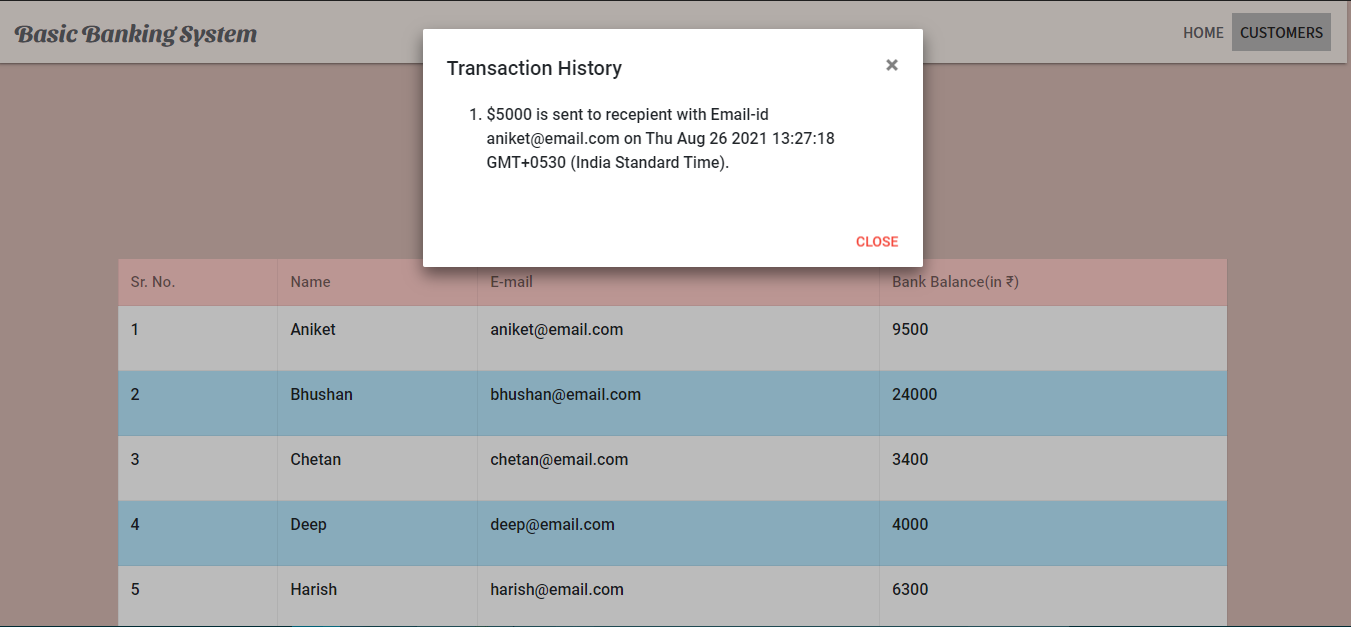 Basic Banking System
HOME
CUSTOMERS
Transaction History
×
1. $5000 is sent to recepient with Email-id
aniket@email.com on Thu Aug 26 2021 13:27:18
GMT+0530 (India Standard Time).
CLOSE
Sr. No. Name E-mail Bank Balance(in ₹)
1 Aniket aniket@email.com 9500
2 Bhushan bhushan@email.com 24000
3 Chetan chetan@email.com 3400
4 Deep deep@email.com 4000
5 Harish harish@email.com 6300